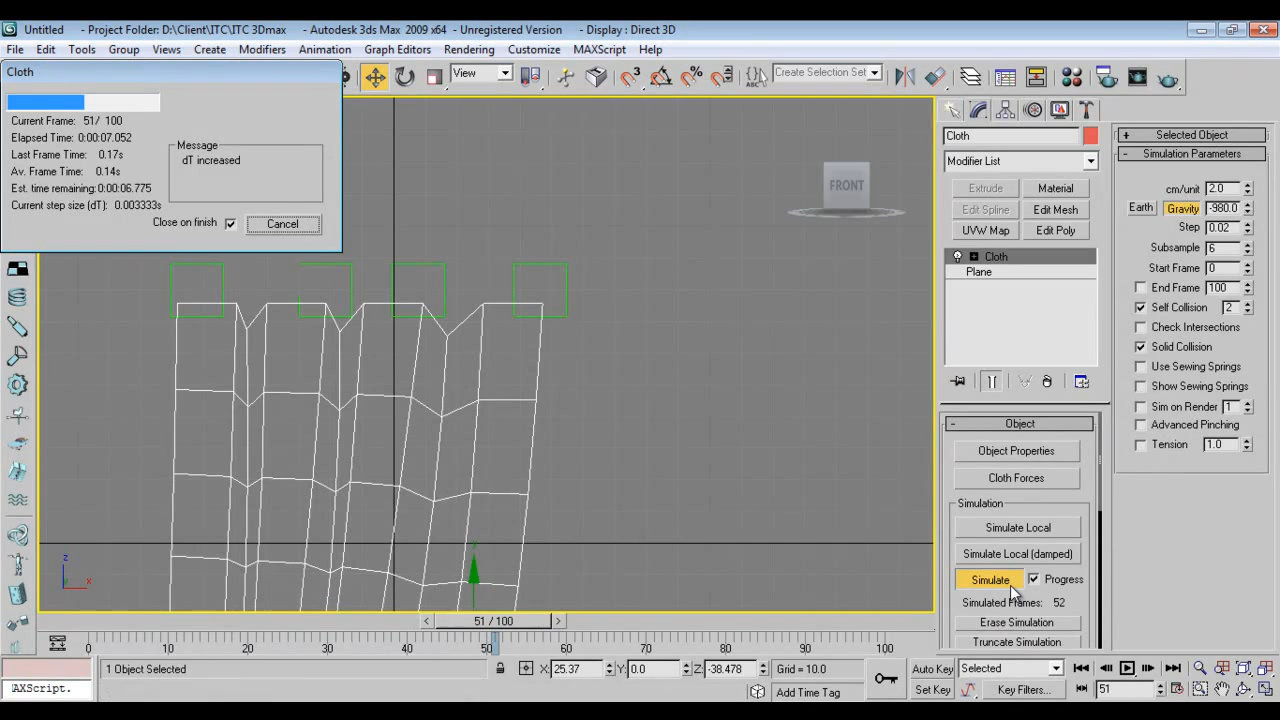 Untitled - Project Folder: D:\Client\ITC\ITC 3Dmax - Autodesk 3ds Max 2009 x64 - Unregistered Version - Display : Direct 3D
File Edit Tools Group Views Create Modifiers Animation Graph Editors Rendering Customize MAXScript Help
Cloth
View
3
3
Create Selection Set
Current Frame: 51/ 100
Elapsed Time: 0:00:07.052
Last Frame Time: 0.17s
Av. Frame Time: 0.14s
Est. time remaining:0:00:06.775
Current step size (dT): 0.003333s
Message
dT increased
Close on finish
Cancel
FRONT
Cloth
Modifier List
Extrude Material
Edit Spline Edit Mesh
UVW Map Edit Poly
Cloth
Plane
- Object
Object Properties
Cloth Forces
Simulation
Simulate Local
Simulate Local (damped)
Simulate Progress
Simulated Frames: 52
Erase Simulation
Truncate Simulation
+ Selected Object
- Simulation Parameters
cm/unit 2.0
Earth Gravity -980.0
Step 0.02
Subsample 6
Start Frame 0
End Frame 100
Self Collision 2
Check Intersections
Solid Collision
Use Sewing Springs
Show Sewing Springs
Sim on Render 1
Advanced Pinching
Tension 1.0
z
x
51 / 100
0 10 20 30 40 50 60 70 80 90 100
1 Object Selected X: 25.37 Y: 0.0 Z: -38.478 Grid = 10.0 Auto Key Selected
AXScript. Add Time Tag Set Key Key Filters... 51